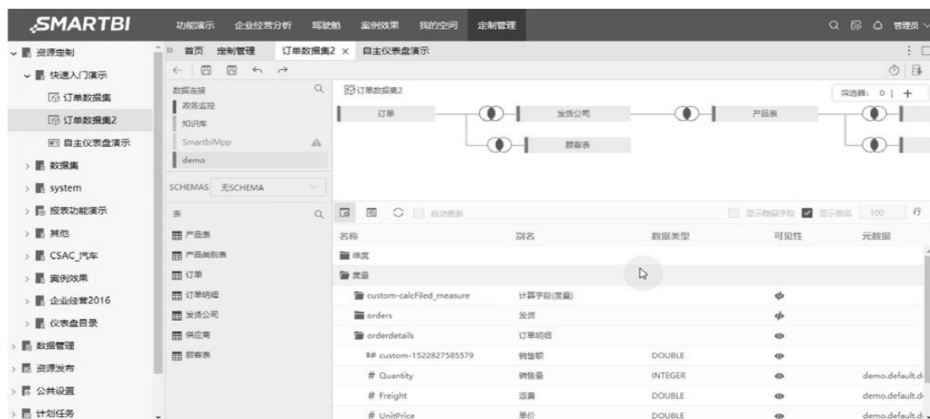 SMARTBI 功能演示 企业经营分析 驾驶舱 案例效果 我的空间 定制管理 管理员
资源定制
快速入门演示
订单数据集
订单数据集2
自主仪表盘演示
数据集
system
报表功能演示
其他
CSAC_汽车
案例效果
企业经营2016
仪表盘目录
数据管理
资源发布
公共设置
计划任务
首页 定制管理 订单数据集2 × 自主仪表盘演示
数据连接
政务监控
知识库
SmartbiMpp
demo
SCHEMAS 无SCHEMA
表
产品表
产品类别表
订单
订单明细
发货公司
供应商
顾客表
订单数据集2
筛选器: 0 | +
订单 发货公司 产品表
顾客表
自动更新 显示隐藏字段 显示别名 100 行
名称 别名 数据类型 可见性 元数据
维度
度量
custom-calcFiled_measure 计算字段(度量)
orders 发货
orderdetails 订单明细
## custom-1522827585579 销售额 DOUBLE
# Quantity 销售量 INTEGER demo.default.d
# Freight 运费 DOUBLE demo.default.d
# UnitPrice 单价 DOUBLE demo.default.d